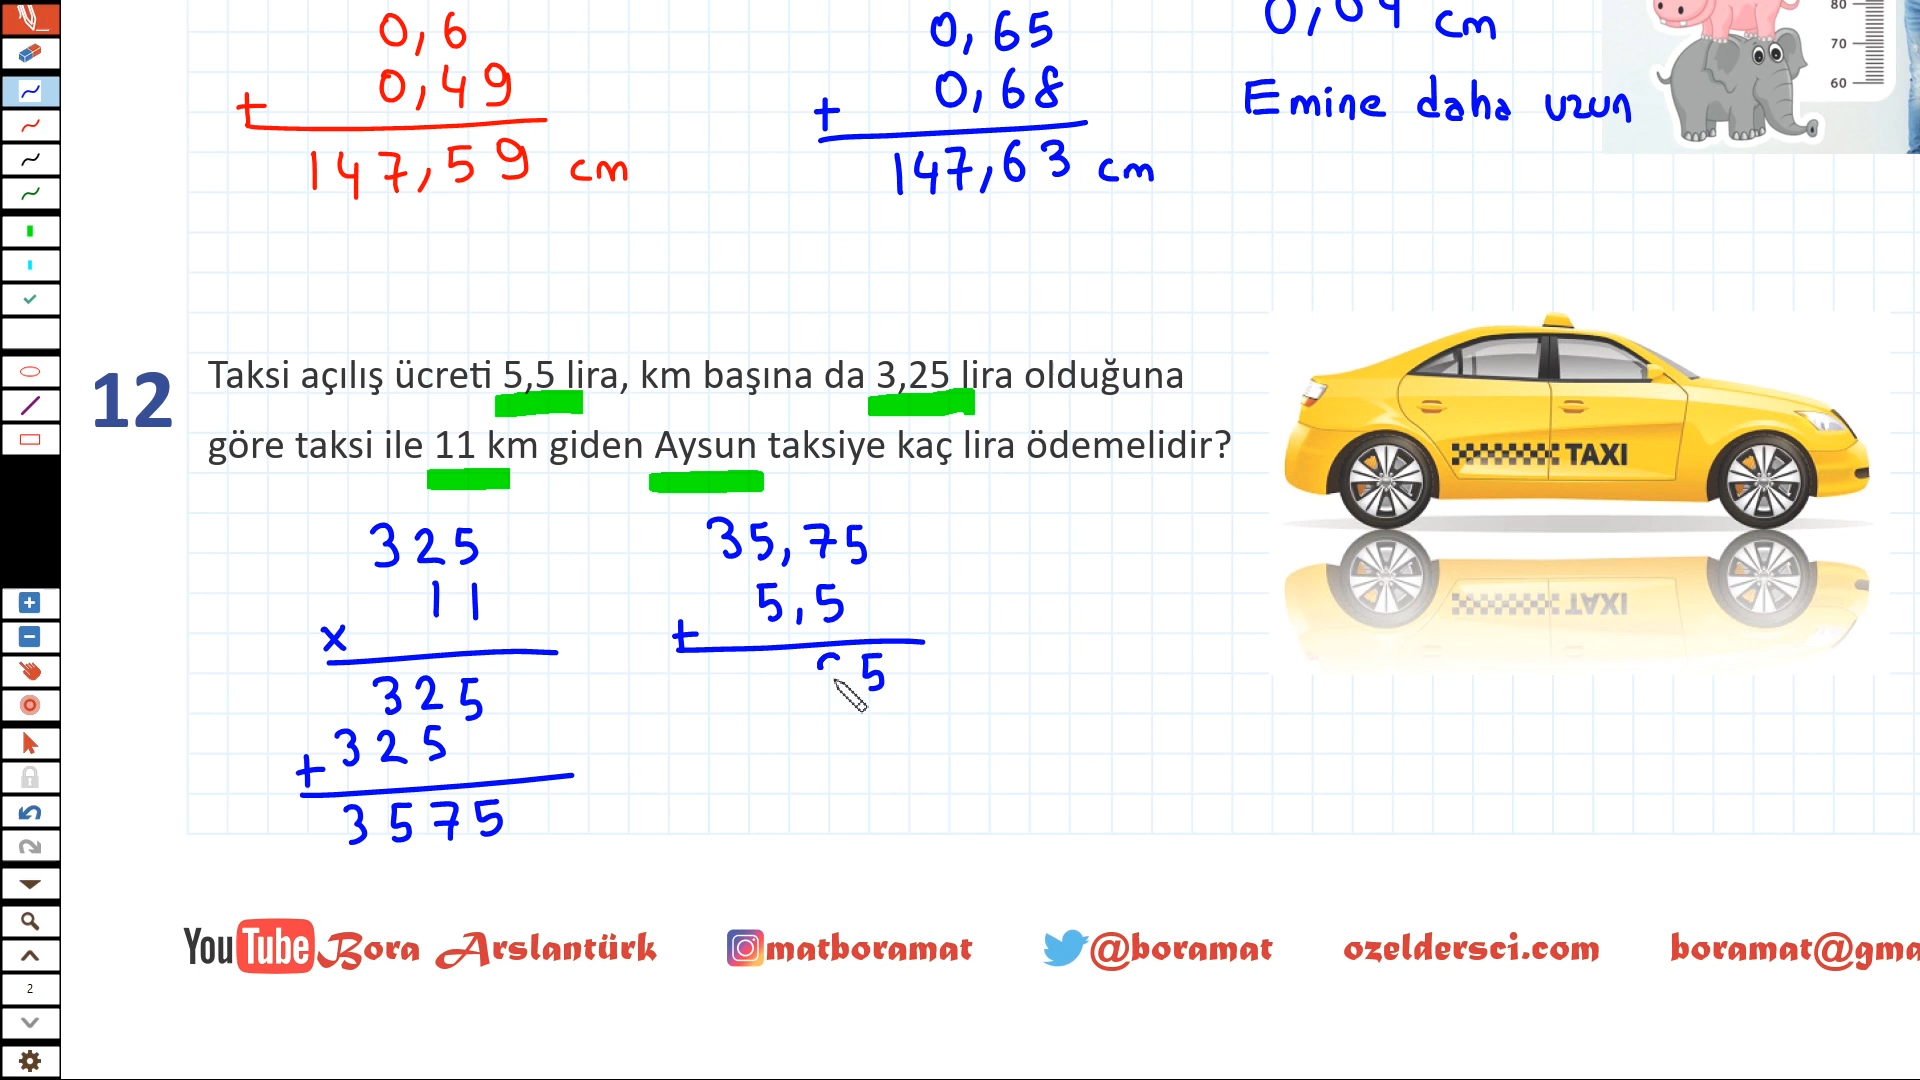 0,6
0,49
+
147,59 cm
0,65
0,68
+
147,63 cm
cm
Emine daha uzun
80
70
60
12
Taksi açılış ücreti 5,5 lira, km başına da 3,25 lira olduğuna
göre taksi ile 11 km giden Aysun taksiye kaç lira ödemelidir?
TAXI
325
11
x
325
+325
3575
35,75
5,5
+
5
YouTube Bora Arslantürk
matboramat
@boramat
ozeldersci.com
boramat@gma
2